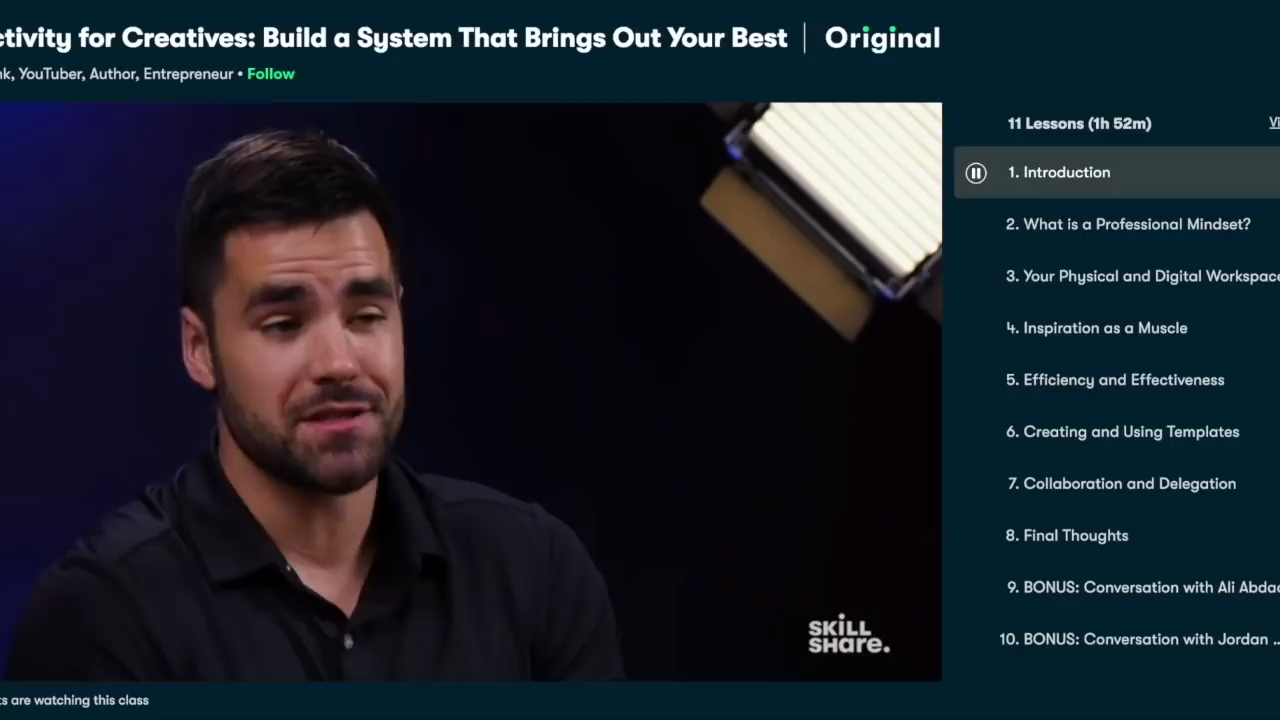 ctivity for Creatives: Build a System That Brings Out Your Best | Original
nk, YouTuber, Author, Entrepreneur • Follow
11 Lessons (1h 52m)
Vi
1. Introduction
2. What is a Professional Mindset?
3. Your Physical and Digital Workspace
4. Inspiration as a Muscle
5. Efficiency and Effectiveness
6. Creating and Using Templates
7. Collaboration and Delegation
8. Final Thoughts
9. BONUS: Conversation with Ali Abdaa
10. BONUS: Conversation with Jordan ..
SKILL
SHare.
ts are watching this class